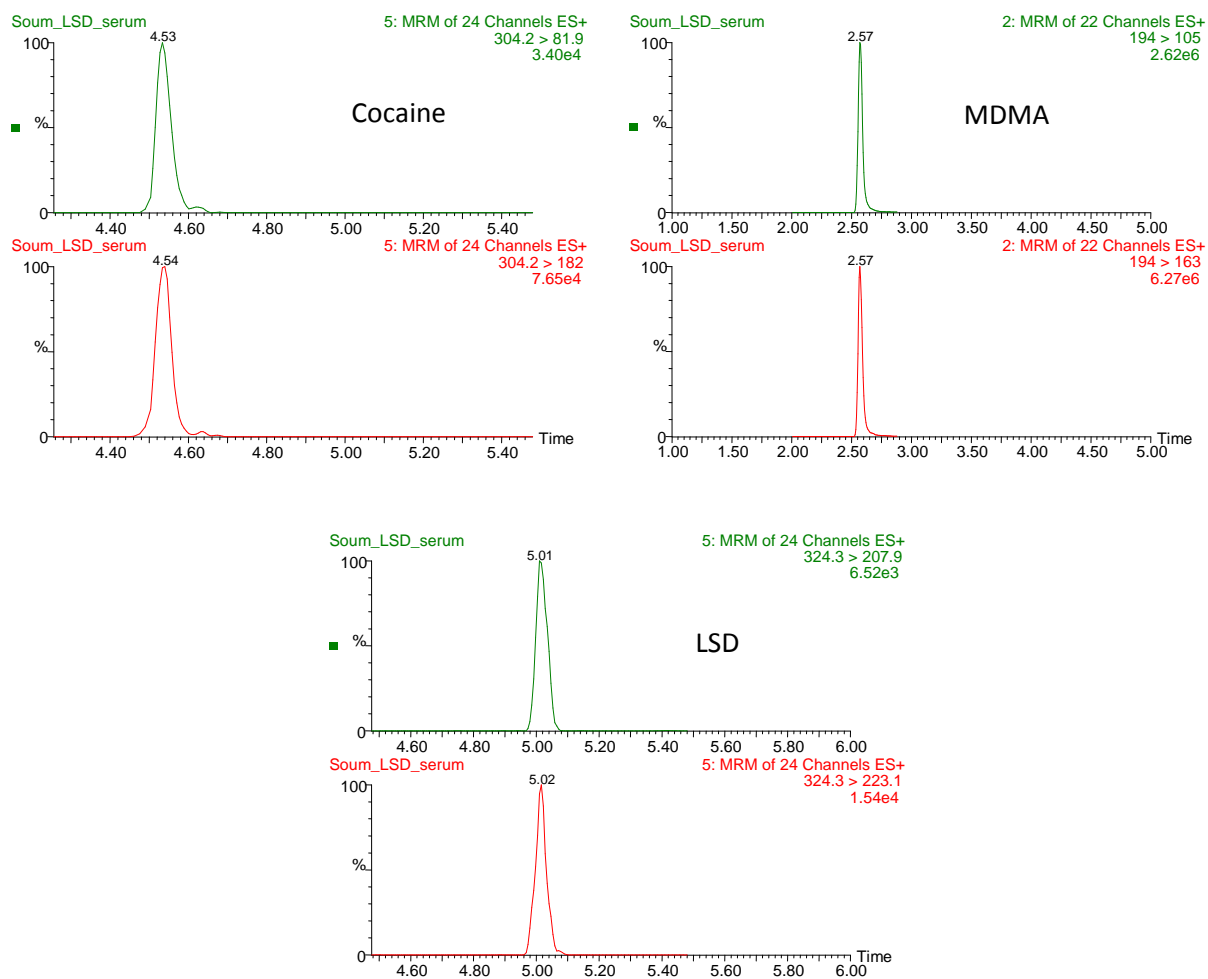 Soum_LSD_serum
5: MRM of 24 Channels ES+
304.2 > 81.9
3.40e4
4.53
100
%
0
Cocaine
4.40 4.60 4.80 5.00 5.20 5.40
Soum_LSD_serum
5: MRM of 24 Channels ES+
304.2 > 182
7.65e4
4.54
100
%
0
Time
4.40 4.60 4.80 5.00 5.20 5.40
Soum_LSD_serum
2: MRM of 22 Channels ES+
194 > 105
2.62e6
2.57
100
%
0
MDMA
1.00 1.50 2.00 2.50 3.00 3.50 4.00 4.50 5.00
Soum_LSD_serum
2: MRM of 22 Channels ES+
194 > 163
6.27e6
2.57
100
%
0
Time
1.00 1.50 2.00 2.50 3.00 3.50 4.00 4.50 5.00
Soum_LSD_serum
5: MRM of 24 Channels ES+
324.3 > 207.9
6.52e3
5.01
100
%
0
LSD
4.60 4.80 5.00 5.20 5.40 5.60 5.80 6.00
Soum_LSD_serum
5: MRM of 24 Channels ES+
324.3 > 223.1
1.54e4
5.02
100
%
0
Time
4.60 4.80 5.00 5.20 5.40 5.60 5.80 6.00